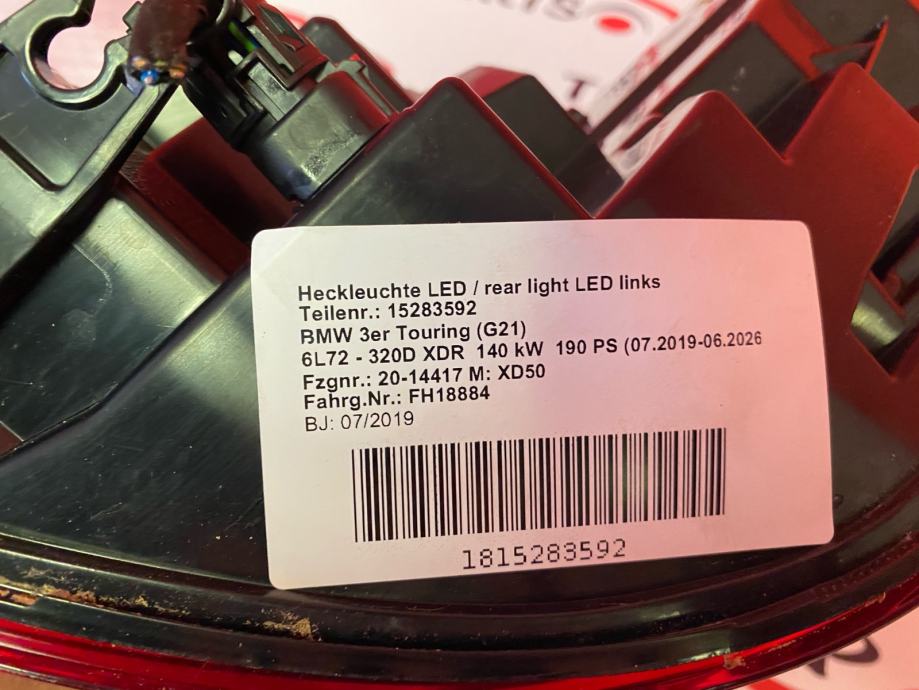 Heckleuchte LED / rear light LED links
Teilenr.: 15283592
BMW 3er Touring (G21)
6L72 - 320D XDR 140 kW 190 PS (07.2019-06.2026
Fzgnr.: 20-14417 M: XD50
Fahrg.Nr.: FH18884
BJ: 07/2019
1815283592